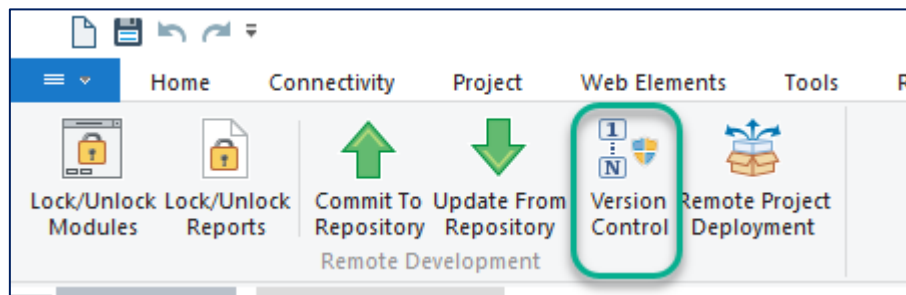 Home Connectivity Project Web Elements Tools R
1
N
Lock/Unlock Lock/Unlock Commit To Update From Version Remote Project
Modules Reports Repository Repository Control Deployment
Remote Development